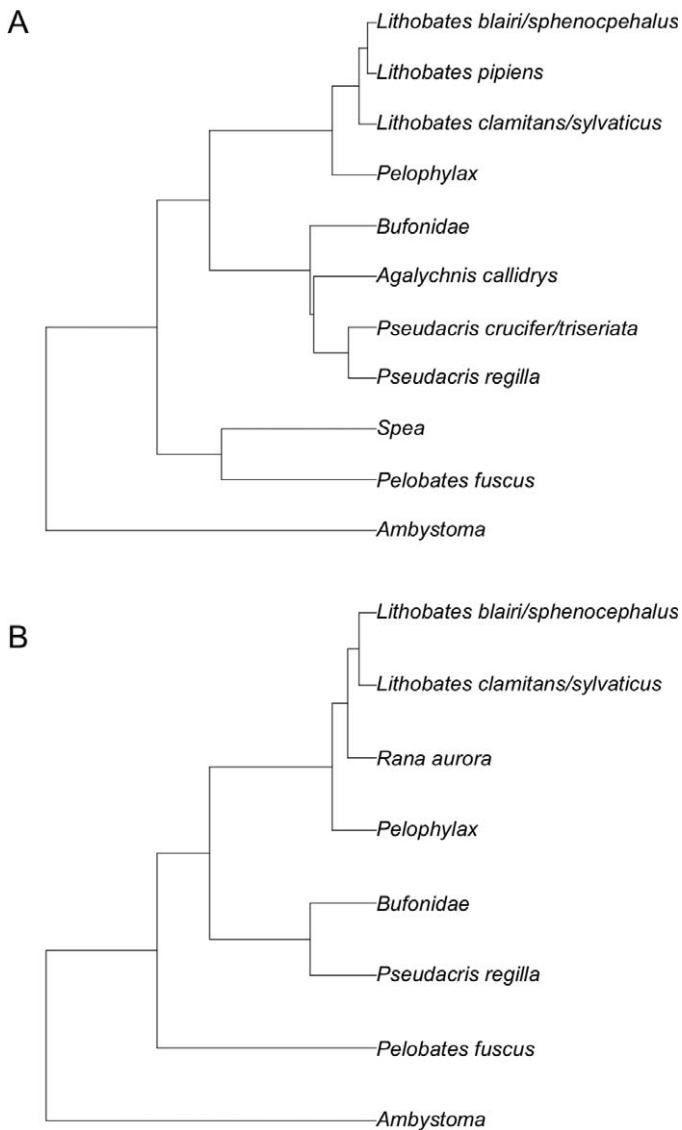 A
Lithobates blairi/sphenocpehalus
Lithobates pipiens
Lithobates clamitans/sylvaticus
Pelophylax
Bufonidae
Agalychnis callidrys
Pseudacris crucifer/triseriata
Pseudacris regilla
Spea
Pelobates fuscus
Ambystoma
B
Lithobates blairi/sphenocephalus
Lithobates clamitans/sylvaticus
Rana aurora
Pelophylax
Bufonidae
Pseudacris regilla
Pelobates fuscus
Ambystoma